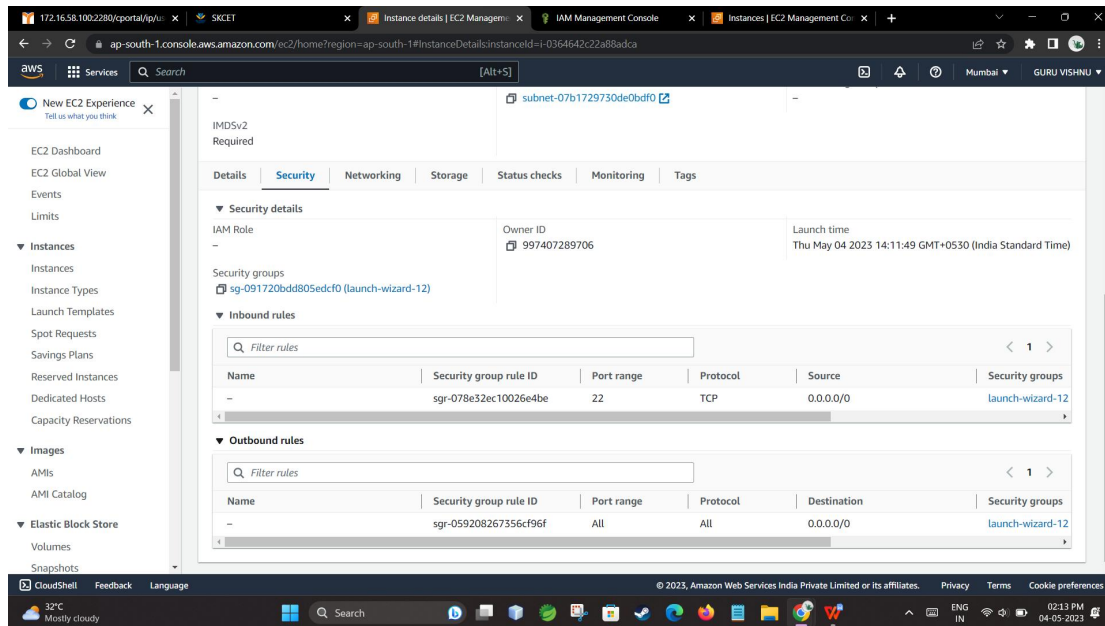 172.16.58.100:2280/cportal/ip/us
SKCET
Instance details | EC2 Manageme
IAM Management Console
Instances | EC2 Management Co
ap-south-1.console.aws.amazon.com/ec2/home?region=ap-south-1#InstanceDetails:instanceId=i-0364642c22a88adca
aws Services Search [Alt+S] Mumbai GURU VISHNU
New EC2 Experience
Tell us what you think
EC2 Dashboard
EC2 Global View
Events
Limits
Instances
Instances
Instance Types
Launch Templates
Spot Requests
Savings Plans
Reserved Instances
Dedicated Hosts
Capacity Reservations
Images
AMIs
AMI Catalog
Elastic Block Store
Volumes
Snapshots
– subnet-07b1729730de0bdf0 –
IMDSv2
Required
Details Security Networking Storage Status checks Monitoring Tags
Security details
IAM Role Owner ID Launch time
– 997407289706 Thu May 04 2023 14:11:49 GMT+0530 (India Standard Time)
Security groups
sg-091720bdd805edcf0 (launch-wizard-12)
Inbound rules
Filter rules 1
Name Security group rule ID Port range Protocol Source Security groups
– sgr-078e32ec10026e4be 22 TCP 0.0.0.0/0 launch-wizard-12
Outbound rules
Filter rules 1
Name Security group rule ID Port range Protocol Destination Security groups
– sgr-059208267356cf96f All All 0.0.0.0/0 launch-wizard-12
CloudShell Feedback Language © 2023, Amazon Web Services India Private Limited or its affiliates. Privacy Terms Cookie preferences
32°C
Mostly cloudy
Search
ENG
IN
02:13 PM
04-05-2023